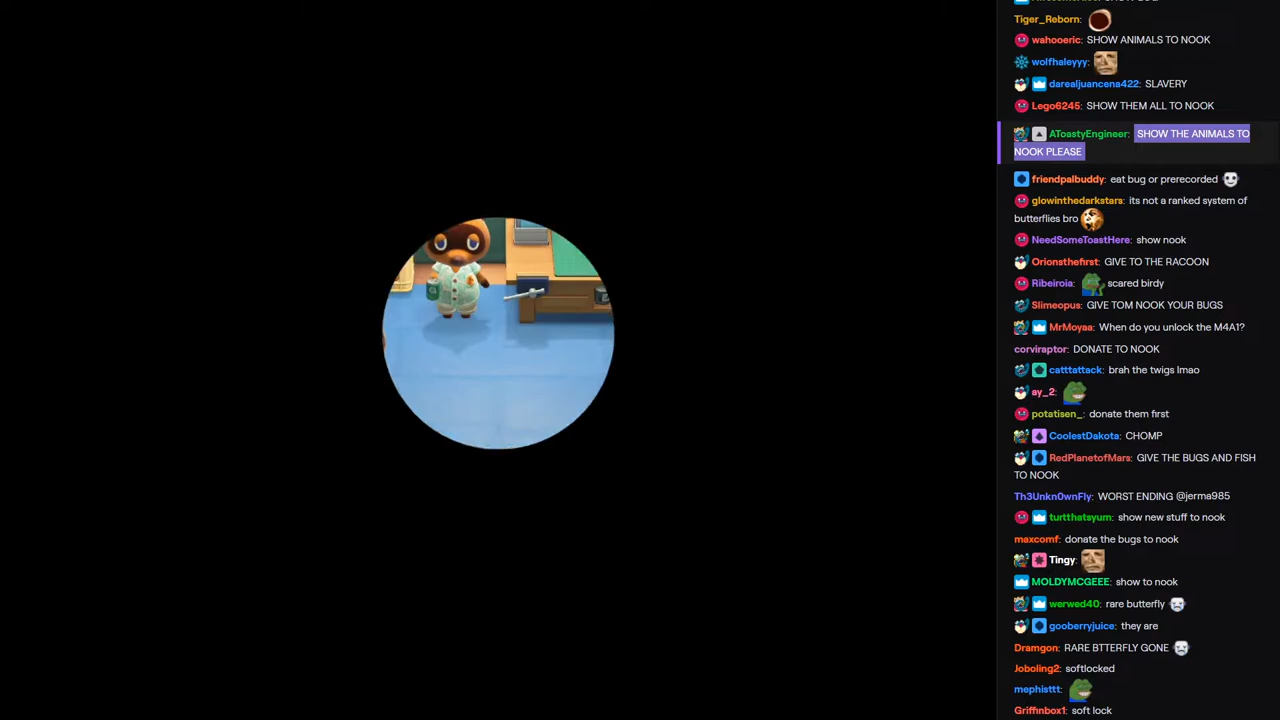 Tiger_Reborn:
wahooeric: SHOW ANIMALS TO NOOK
wolfhaleyyy:
darealjuancena422: SLAVERY
Lego6245: SHOW THEM ALL TO NOOK
AToastyEngineer: SHOW THE ANIMALS TO
NOOK PLEASE
friendpalbuddy: eat bug or prerecorded
glowinthedarkstars: its not a ranked system of
butterflies bro
NeedSomeToastHere: show nook
Orionsthefirst: GIVE TO THE RACOON
Ribeiroia: scared birdy
Slimeopus: GIVE TOM NOOK YOUR BUGS
MrMoyaa: When do you unlock the M4A1?
corviraptor: DONATE TO NOOK
catttattack: brah the twigs lmao
ay_2:
potatisen_: donate them first
CoolestDakota: CHOMP
RedPlanetofMars: GIVE THE BUGS AND FISH
TO NOOK
Th3Unkn0wnFly: WORST ENDING @jerma985
turtthatsyum: show new stuff to nook
maxcomf: donate the bugs to nook
Tingy:
MOLDYMCGEEE: show to nook
werwed40: rare butterfly
gooberryjuice: they are
Dramgon: RARE BTTERFLY GONE
Joboling2: softlocked
mephisttt:
Griffinbox1: soft lock